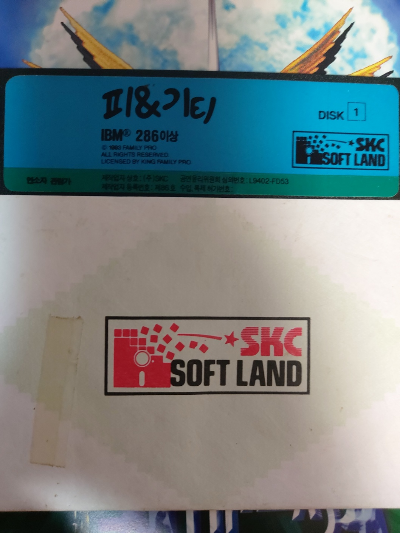 피&기티
DISK 1
IBM® 286이상
© 1993 FAMILY PRO.
ALL RIGHTS RESERVED.
LICENSED BY KING FAMILY PRO.
SKC
SOFT LAND
SKC
SOFT LAND